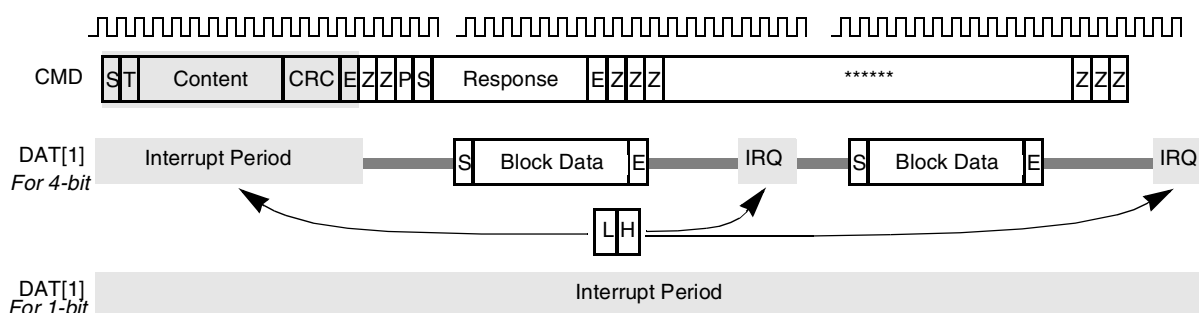 CMD S T Content CRC E Z Z P S Response E Z Z Z ****** Z Z Z
DAT[1] Interrupt Period S Block Data E IRQ S Block Data E IRQ
For 4-bit
L H
DAT[1] Interrupt Period
For 1-bit